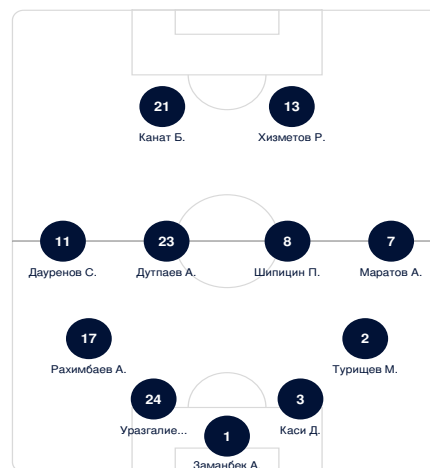 21 13
Канат Б. Хизметов Р.
11 23 8 7
Дауренов С. Дутпаев А. Шипицин П. Маратов А.
17 2
Рахимбаев А. Турищев М.
24 3
Уразгалие... Каси Д.
1
Заманбек А